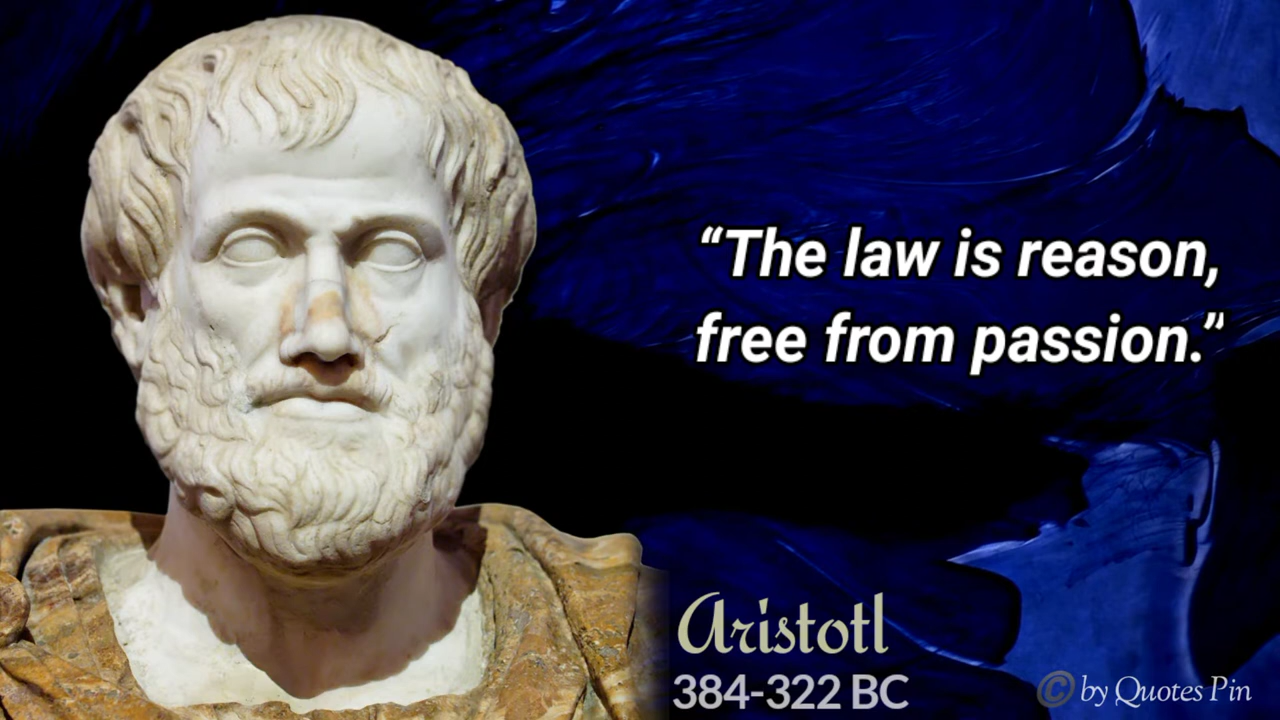 “The law is reason,
free from passion.”
Aristotl
384-322 BC
© by Quotes Pin